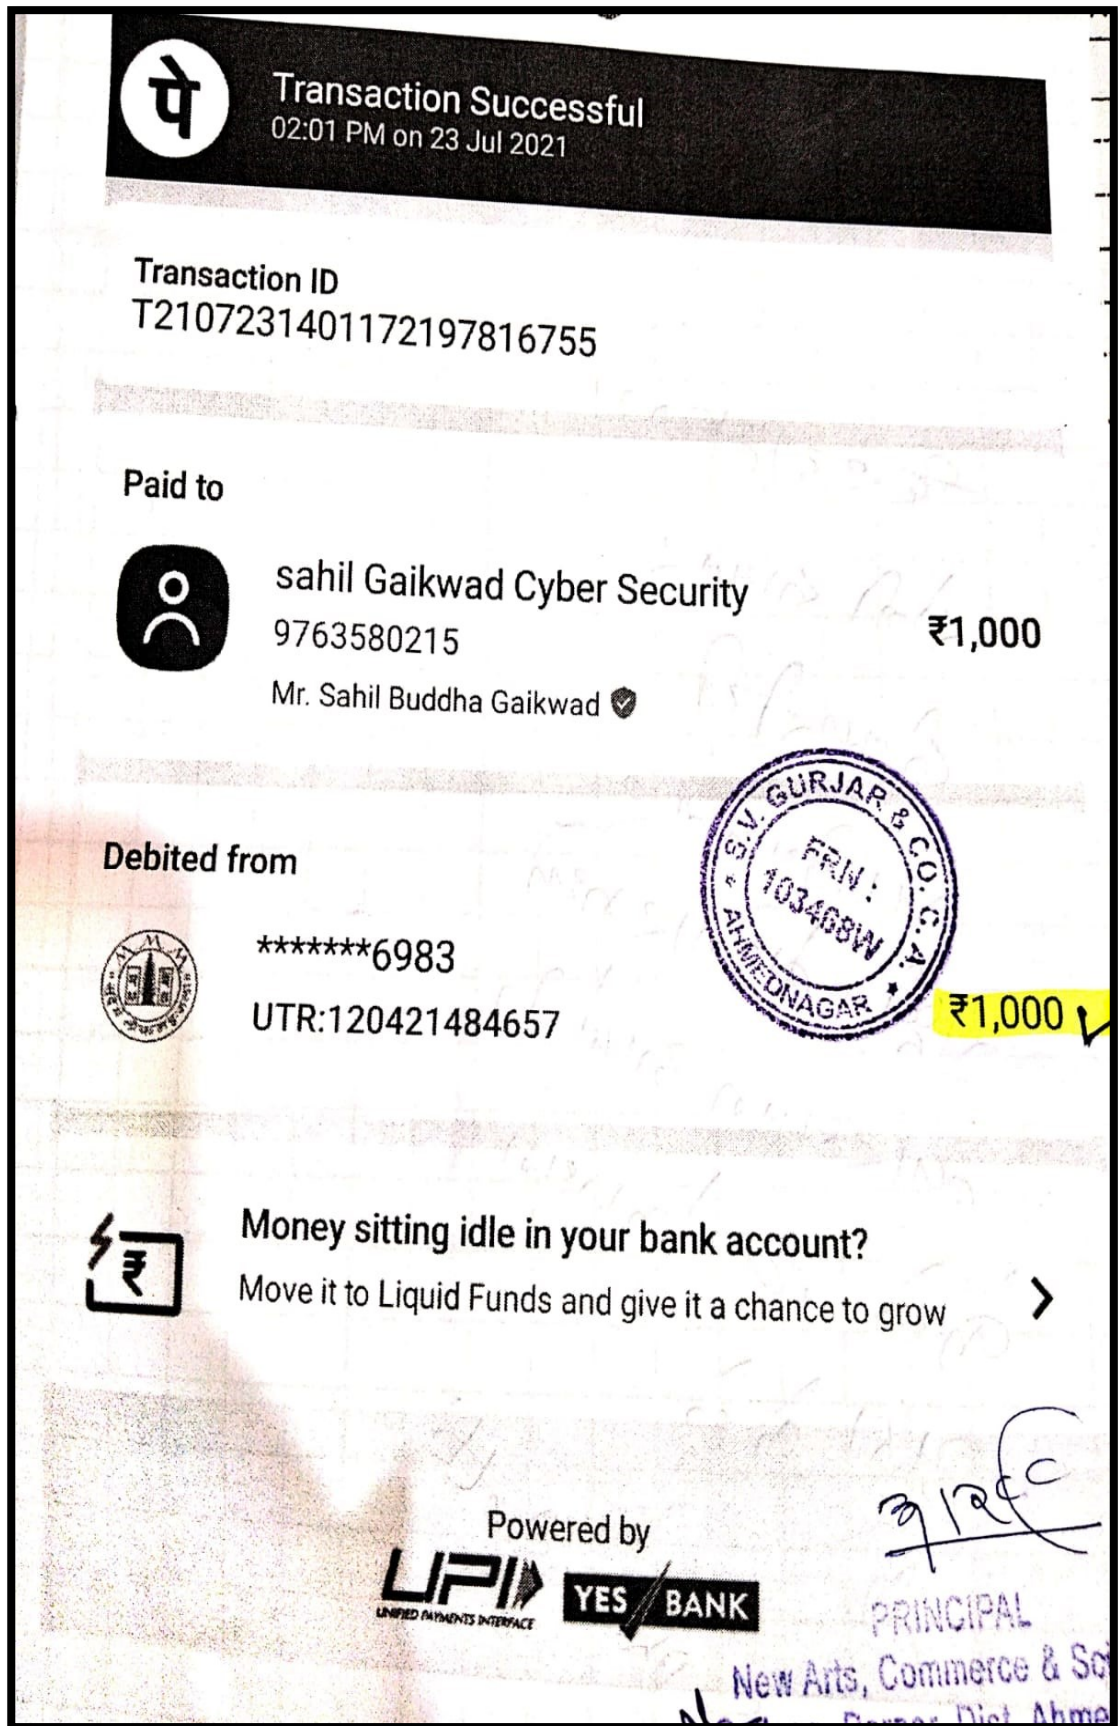 पे
Transaction Successful
02:01 PM on 23 Jul 2021
Transaction ID
T2107231401172197816755
Paid to
sahil Gaikwad Cyber Security
9763580215
₹1,000
Mr. Sahil Buddha Gaikwad
S.V. GURJAR & CO. C.A.
FRN :
103468W
AHMEDNAGAR
Debited from
*******6983
UTR:120421484657
₹1,000
Money sitting idle in your bank account?
₹
Move it to Liquid Funds and give it a chance to grow
Powered by
UPI
UNIFIED PAYMENTS INTERFACE
YES BANK
PRINCIPAL
New Arts, Commerce & Sc
Dist. Ahme